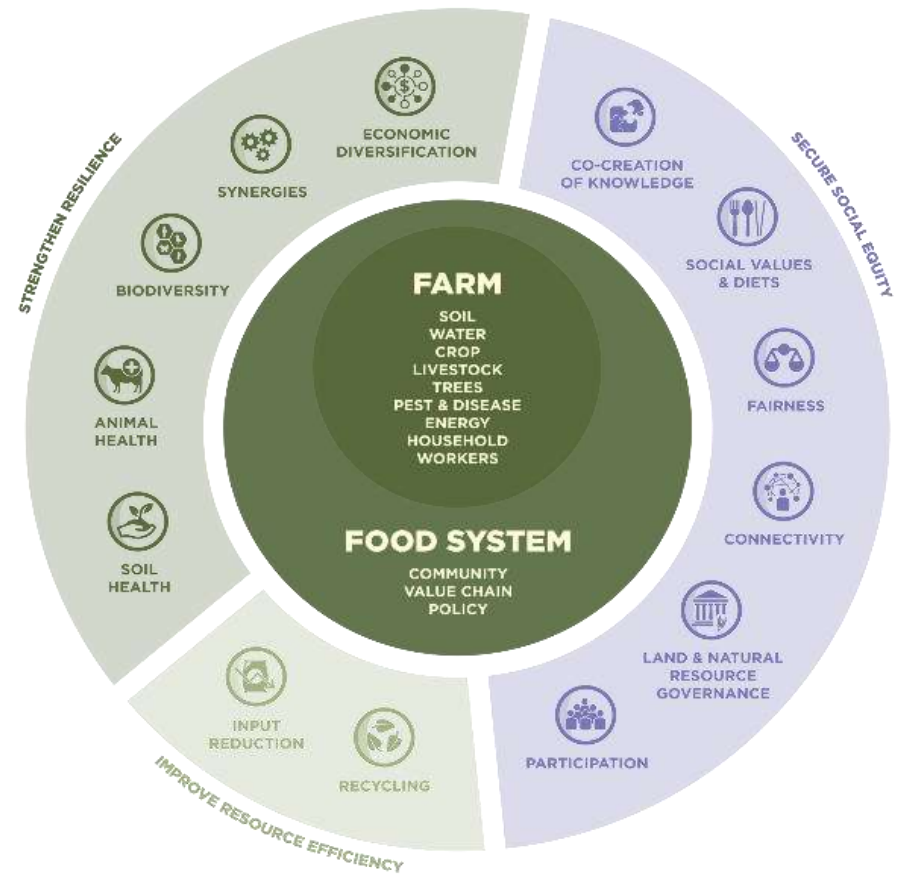 STRENGTHEN RESILIENCE
ECONOMIC
DIVERSIFICATION
SYNERGIES
BIODIVERSITY
ANIMAL
HEALTH
SOIL
HEALTH
SECURE SOCIAL EQUITY
CO-CREATION
OF KNOWLEDGE
SOCIAL VALUES
& DIETS
FAIRNESS
CONNECTIVITY
LAND & NATURAL
RESOURCE
GOVERNANCE
PARTICIPATION
IMPROVE RESOURCE EFFICIENCY
INPUT
REDUCTION
RECYCLING
FARM
SOIL
WATER
CROP
LIVESTOCK
TREES
PEST & DISEASE
ENERGY
HOUSEHOLD
WORKERS
FOOD SYSTEM
COMMUNITY
VALUE CHAIN
POLICY
$